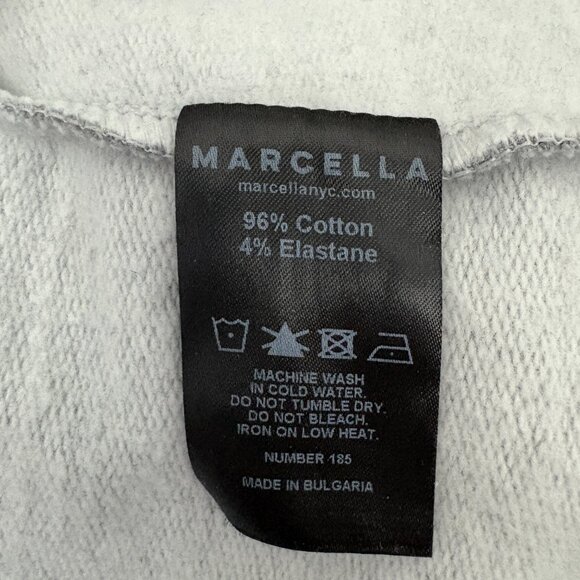 MARCELLA
marcellanyc.com
96% Cotton
4% Elastane
MACHINE WASH
IN COLD WATER.
DO NOT TUMBLE DRY.
DO NOT BLEACH.
IRON ON LOW HEAT.
NUMBER 185
MADE IN BULGARIA